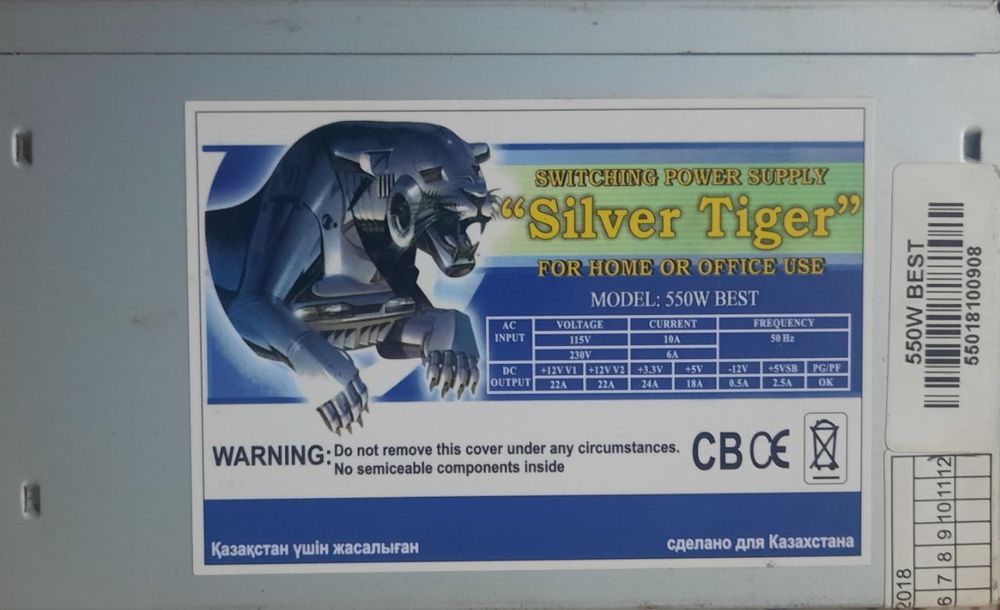 SWITCHING POWER SUPPLY
“Silver Tiger”
FOR HOME OR OFFICE USE
MODEL: 550W BEST
AC INPUT VOLTAGE CURRENT FREQUENCY
115V 10A 50 Hz
230V 6A
DC OUTPUT +12V V1 +12V V2 +3.3V +5V -12V +5VSB PG/PF
22A 22A 24A 18A 0.5A 2.5A OK
WARNING: Do not remove this cover under any circumstances.
No semiceable components inside
CB CE
Қазақстан үшін жасалыған
сделано для Казахстана
550W BEST
55018100908
2018
6 7 8 9 10 11 12